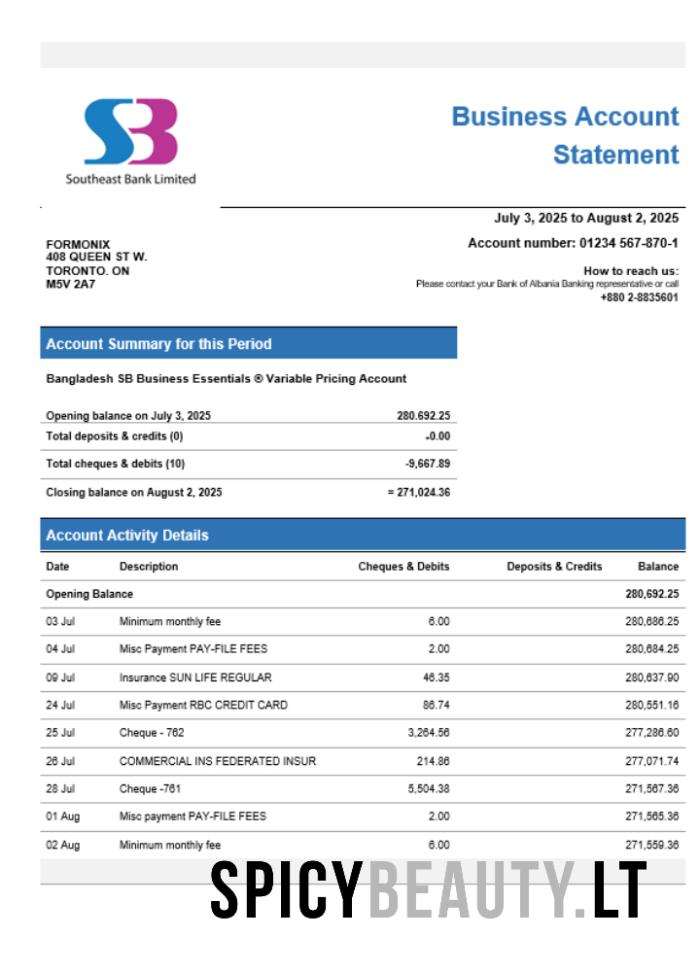 SB
Southeast Bank Limited
Business Account
Statement
July 3, 2025 to August 2, 2025
FORMONIX
408 QUEEN ST W.
TORONTO. ON
M5V 2A7
Account number: 01234 567-870-1
How to reach us:
Please contact your Bank of Albania Banking representative or call
+880 2-8835601
Account Summary for this Period
Bangladesh SB Business Essentials ® Variable Pricing Account
Opening balance on July 3, 2025 280.692.25
Total deposits & credits (0) -0.00
Total cheques & debits (10) -9,667.89
Closing balance on August 2, 2025 = 271,024.36
Account Activity Details
Date Description Cheques & Debits Deposits & Credits Balance
Opening Balance 280,692.25
03 Jul Minimum monthly fee 6.00 280,686.25
04 Jul Misc Payment PAY-FILE FEES 2.00 280,684.25
09 Jul Insurance SUN LIFE REGULAR 46.35 280,637.90
24 Jul Misc Payment RBC CREDIT CARD 86.74 280,551.16
25 Jul Cheque - 762 3,264.56 277,286.60
26 Jul COMMERCIAL INS FEDERATED INSUR 214.86 277,071.74
28 Jul Cheque -761 5,504.38 271,567.36
01 Aug Misc payment PAY-FILE FEES 2.00 271,565.36
02 Aug Minimum monthly fee 6.00 271,559.36
SPICYBEAUTY.LT